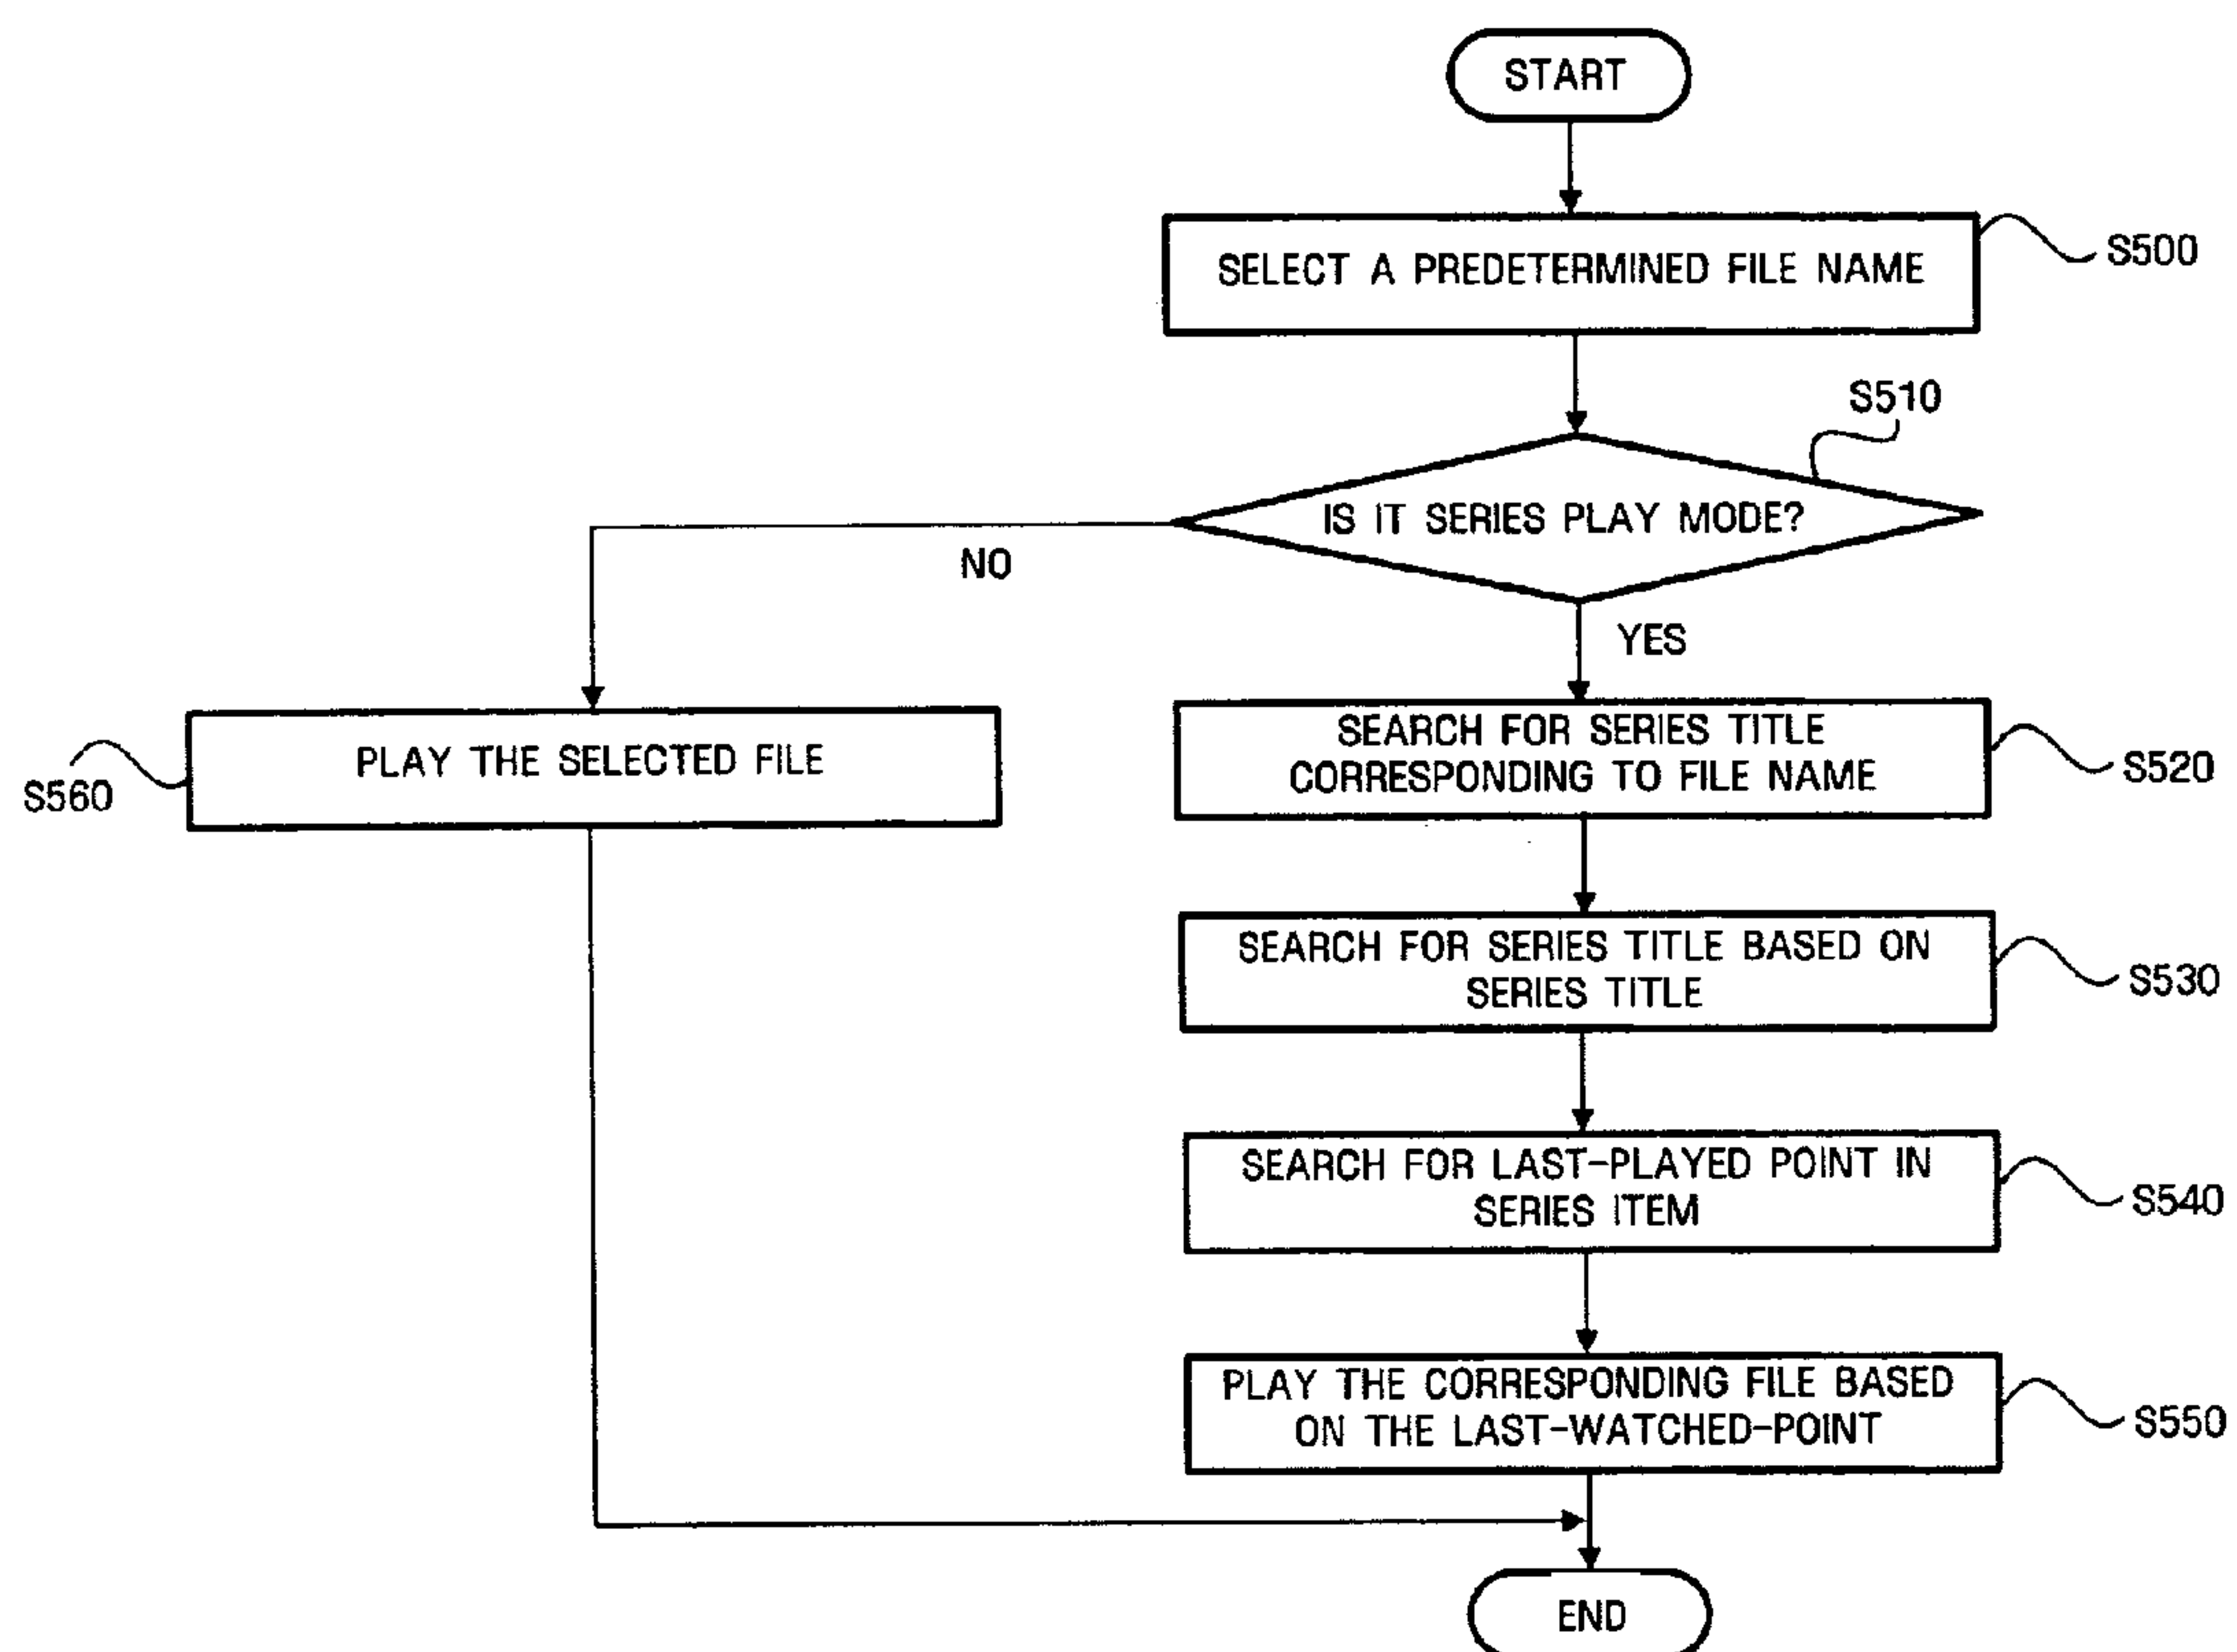 START
SELECT A PREDETERMINED FILE NAME
S500
S510
IS IT SERIES PLAY MODE?
NO
YES
PLAY THE SELECTED FILE
S560
SEARCH FOR SERIES TITLE
CORRESPONDING TO FILE NAME
S520
SEARCH FOR SERIES TITLE BASED ON
SERIES TITLE
S530
SEARCH FOR LAST-PLAYED POINT IN
SERIES ITEM
S540
PLAY THE CORRESPONDING FILE BASED
ON THE LAST-WATCHED-POINT
S550
END